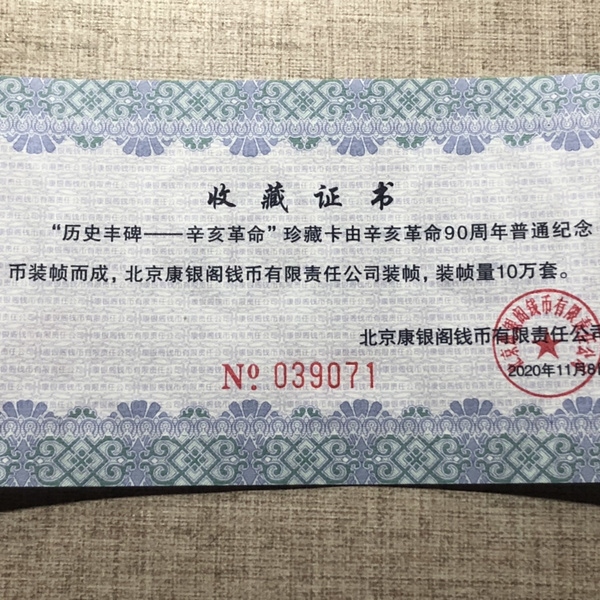 收藏证书
“历史丰碑——辛亥革命”珍藏卡由辛亥革命90周年普通纪念
币装帧而成，北京康银阁钱币有限责任公司装帧，装帧量10万套。
北京康银阁钱币有限责任公司
2020年11月8日
№ 039071